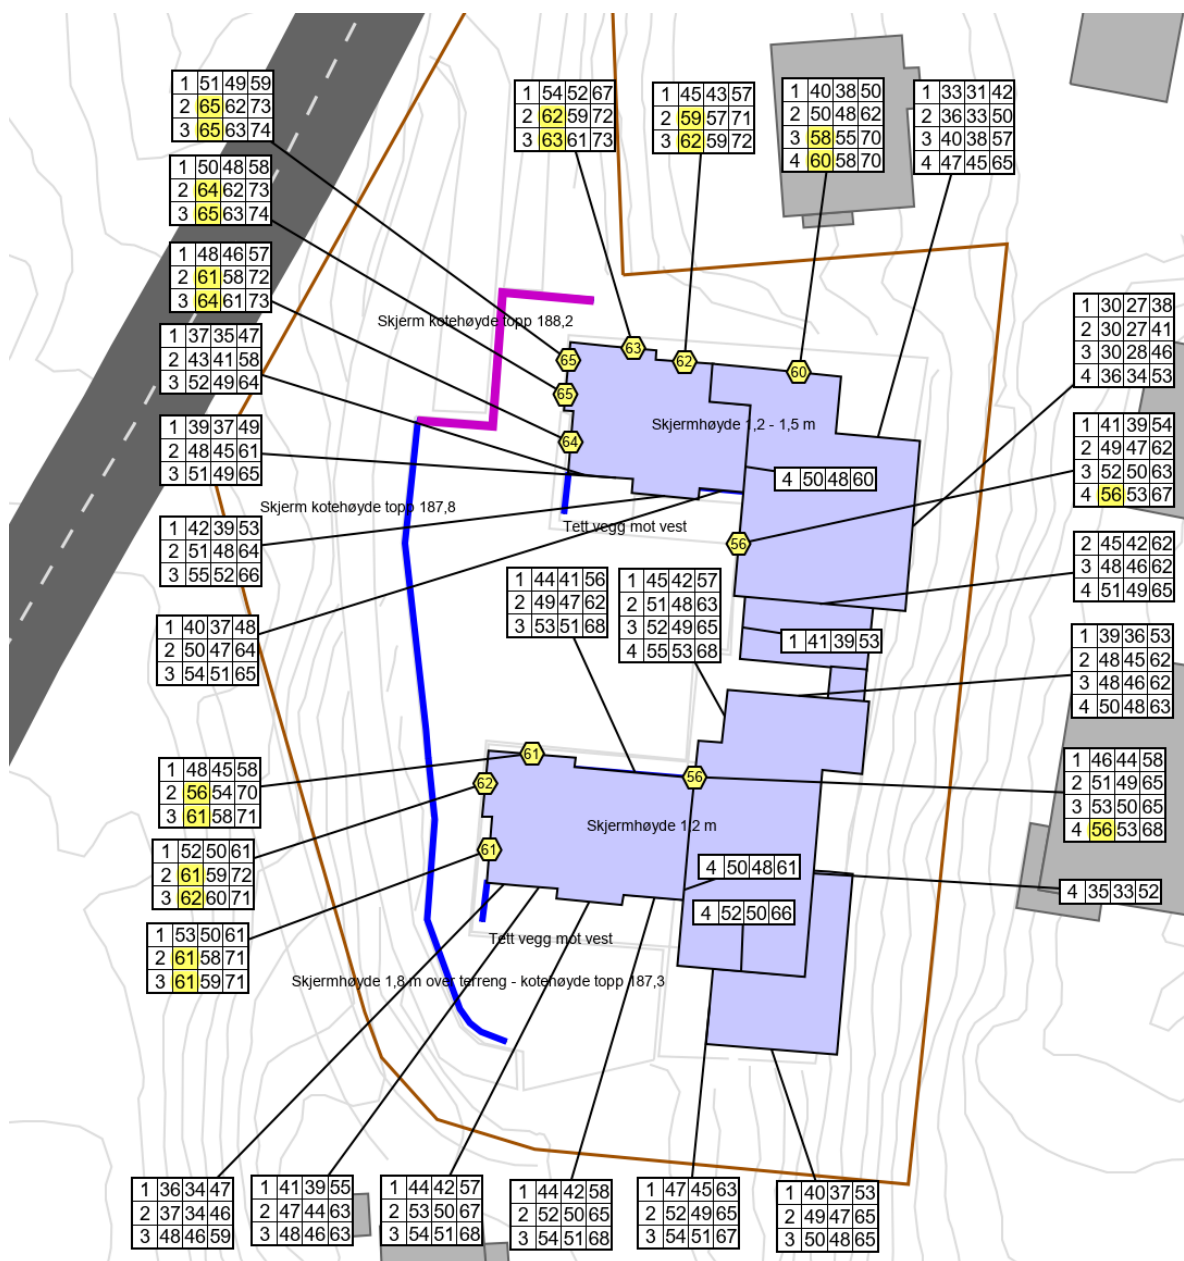 1 51 49 59
2 65 62 73
3 65 63 74
1 54 52 67
2 62 59 72
3 63 61 73
1 45 43 57
2 59 57 71
3 62 59 72
1 40 38 50
2 50 48 62
3 58 55 70
4 60 58 70
1 33 31 42
2 36 33 50
3 40 38 57
4 47 45 65
1 50 48 58
2 64 62 73
3 65 63 74
1 48 46 57
2 61 58 72
3 64 61 73
1 30 27 38
2 30 27 41
3 30 28 46
4 36 34 53
Skjerm kotehøyde topp 188,2
1 37 35 47
2 43 41 58
3 52 49 64
65
63
62
60
65
64
Skjermhøyde 1,2 - 1,5 m
1 39 37 49
2 48 45 61
3 51 49 65
1 41 39 54
2 49 47 62
3 52 50 63
4 56 53 67
4 50 48 60
Skjerm kotehøyde topp 187,8
Tett vegg mot vest
56
1 42 39 53
2 51 48 64
3 55 52 66
2 45 42 62
3 48 46 62
4 51 49 65
1 44 41 56
2 49 47 62
3 53 51 68
1 45 42 57
2 51 48 63
3 52 49 65
4 55 53 68
1 40 37 48
2 50 47 64
3 54 51 65
1 41 39 53
1 39 36 53
2 48 45 62
3 48 46 62
4 50 48 63
1 48 45 58
2 56 54 70
3 61 58 71
61
62
56
61
1 46 44 58
2 51 49 65
3 53 50 65
4 56 53 68
Skjermhøyde 1,2 m
1 52 50 61
2 61 59 72
3 62 60 71
4 50 48 61
4 35 33 52
4 52 50 66
1 53 50 61
2 61 58 71
3 61 59 71
Tett vegg mot vest
Skjermhøyde 1,8 m over terreng - kotehøyde topp 187,3
1 36 34 47
2 37 34 46
3 48 46 59
1 41 39 55
2 47 44 63
3 48 46 63
1 44 42 57
2 53 50 67
3 54 51 68
1 44 42 58
2 52 50 65
3 54 51 68
1 47 45 63
2 52 49 65
3 54 51 67
1 40 37 53
2 49 47 65
3 50 48 65